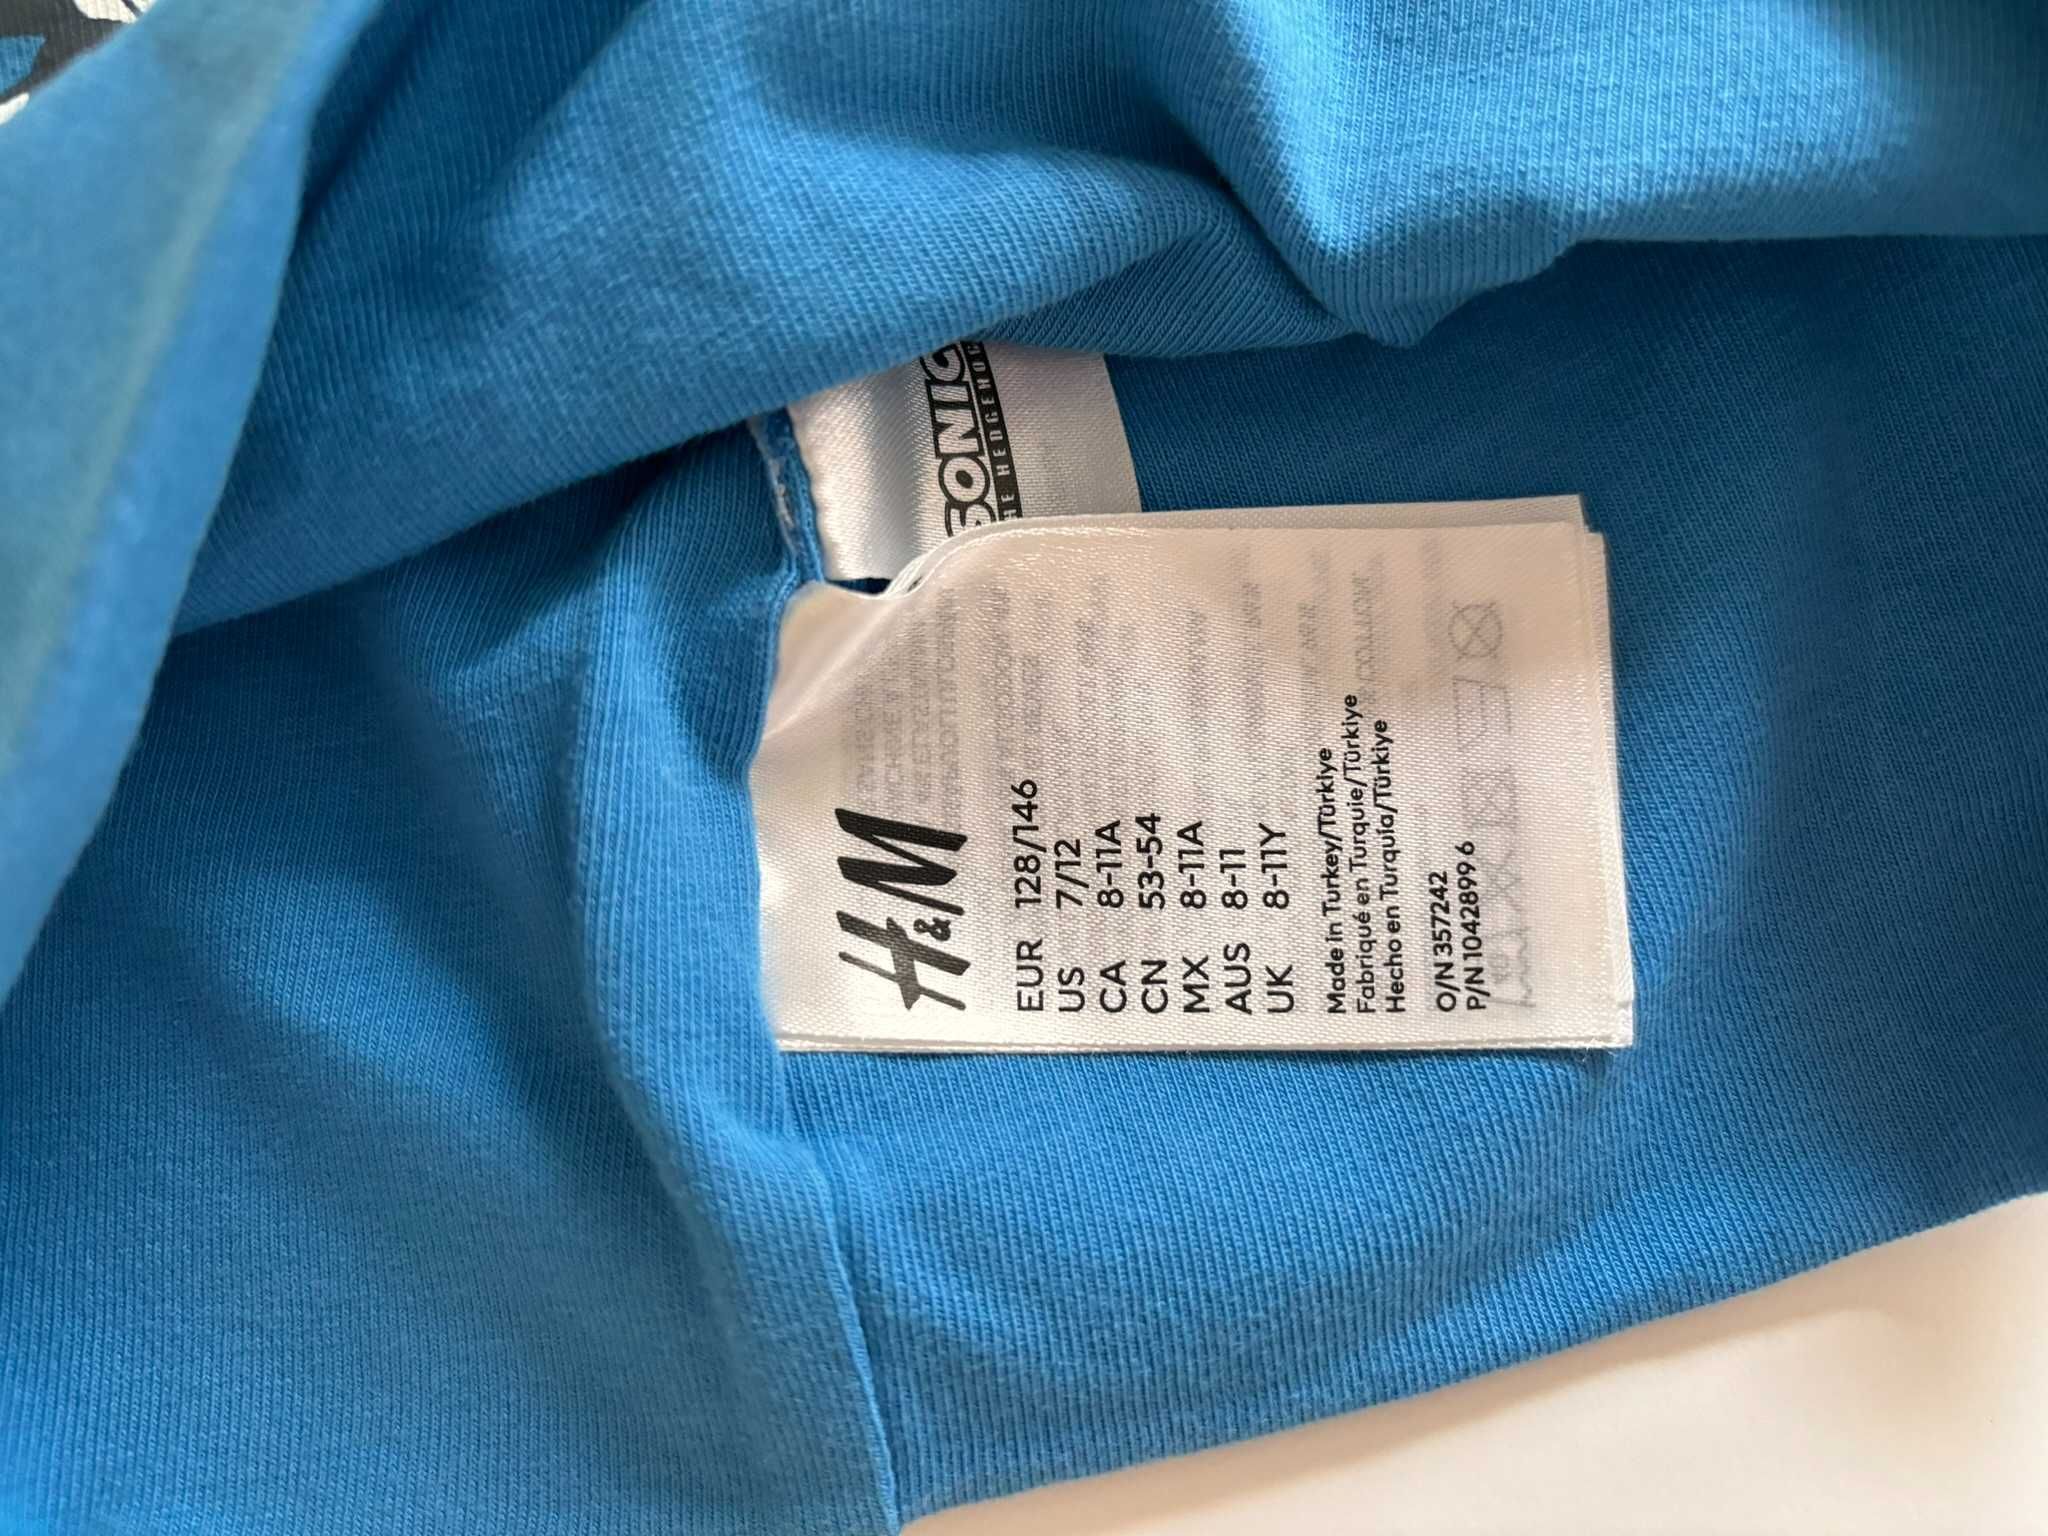 SONIC
THE HEDGEHOG
H&M
EUR 128/146
US 7/12
CA 8-11A
CN 53-54
MX 8-11A
AUS 8-11
UK 8-11Y
Made in Turkey/Türkiye
Fabriqué en Turquie/Türkiye
Hecho en Turquía/Türkiye
O/N 357242
P/N 10428996